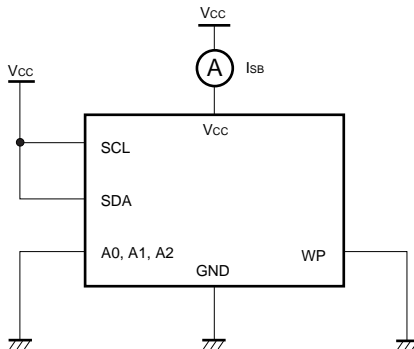 Vcc
A ISB
Vcc
Vcc
SCL
SDA
A0, A1, A2
WP
GND